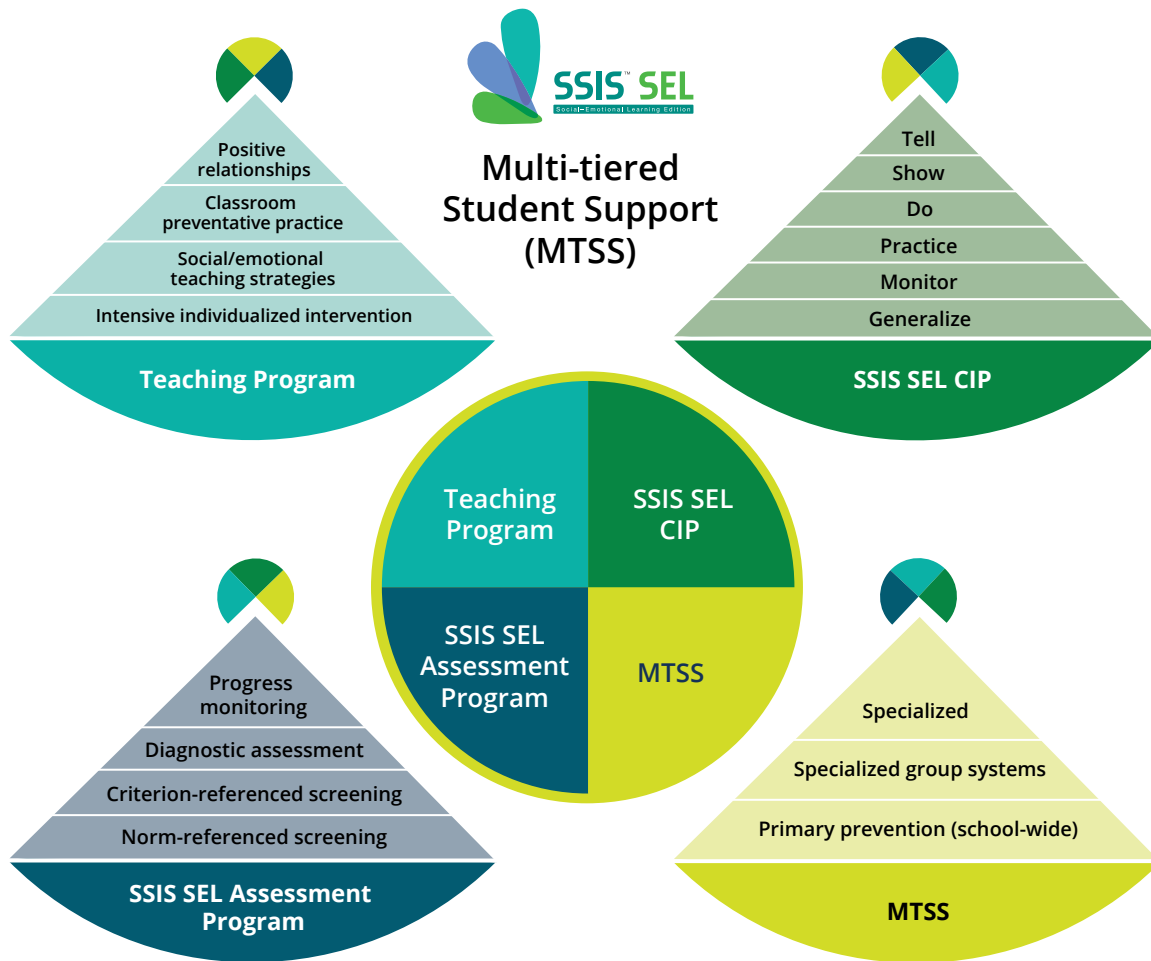 SSIS™ SEL
Social-Emotional Learning Edition
Multi-tiered
Student Support
(MTSS)
Positive
relationships
Classroom
preventative practice
Social/emotional
teaching strategies
Intensive individualized intervention
Teaching Program
Tell
Show
Do
Practice
Monitor
Generalize
SSIS SEL CIP
Teaching
Program
SSIS SEL
CIP
SSIS SEL
Assessment
Program
MTSS
Progress
monitoring
Diagnostic assessment
Criterion-referenced screening
Norm-referenced screening
SSIS SEL Assessment
Program
Specialized
Specialized group systems
Primary prevention (school-wide)
MTSS